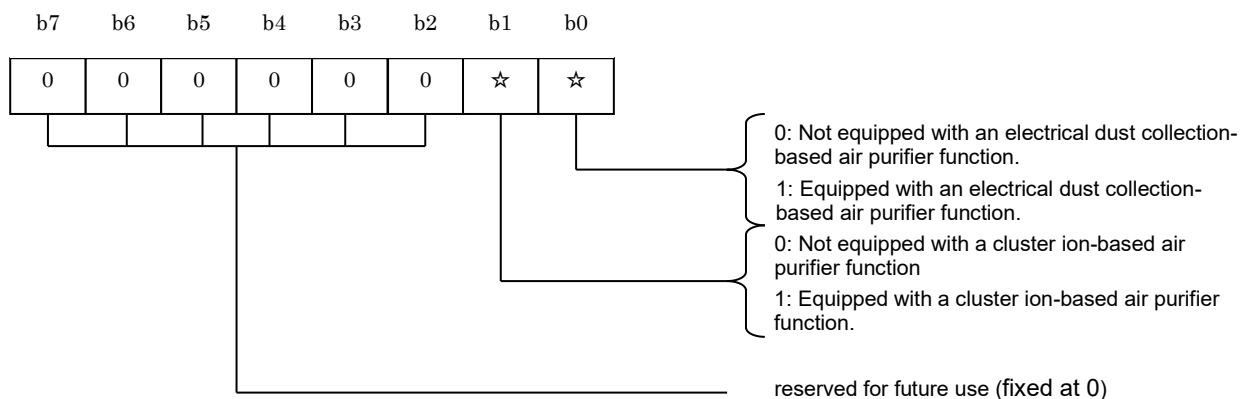 b7 b6 b5 b4 b3 b2 b1 b0
0 0 0 0 0 0 ☆ ☆
0: Not equipped with an electrical dust collection-
based air purifier function.
1: Equipped with an electrical dust collection-
based air purifier function.
0: Not equipped with a cluster ion-based air
purifier function
1: Equipped with a cluster ion-based air purifier
function.
reserved for future use (fixed at 0)